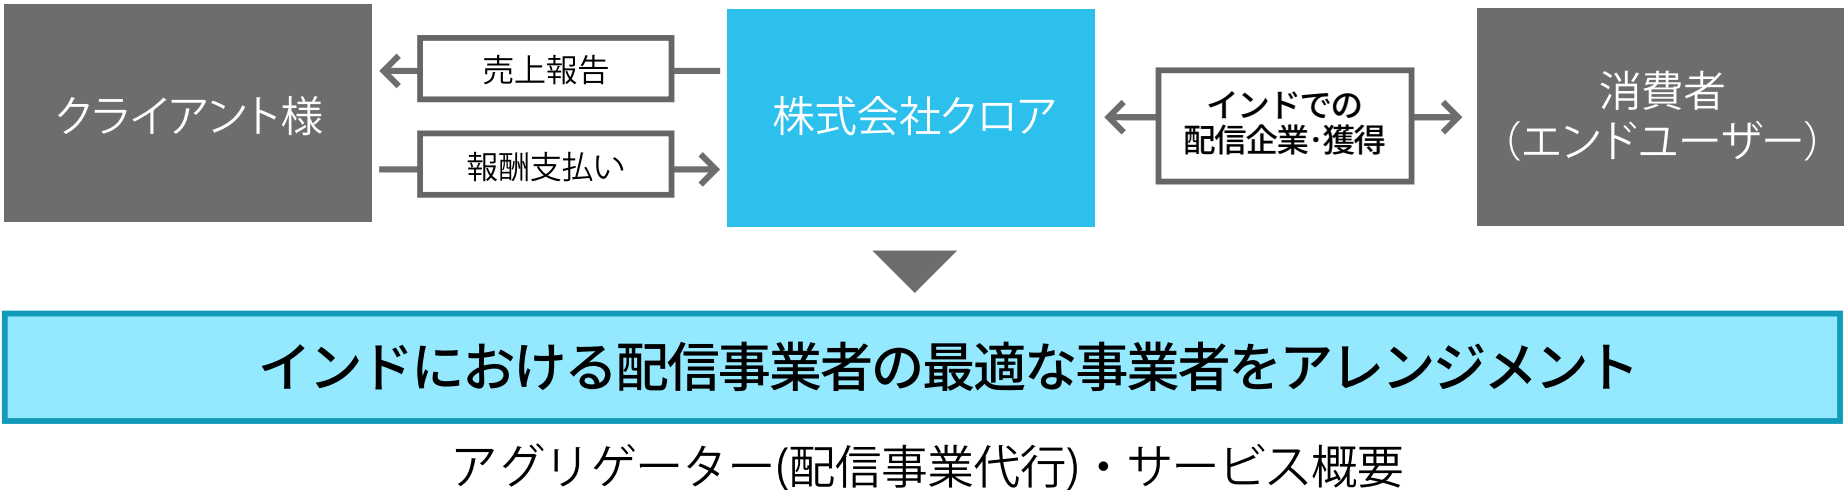 クライアント様
売上報告
報酬支払い
株式会社クロア
インドでの
配信企業･獲得
消費者
（エンドユーザー）
インドにおける配信事業者の最適な事業者をアレンジメント
アグリゲーター(配信事業代行)・サービス概要